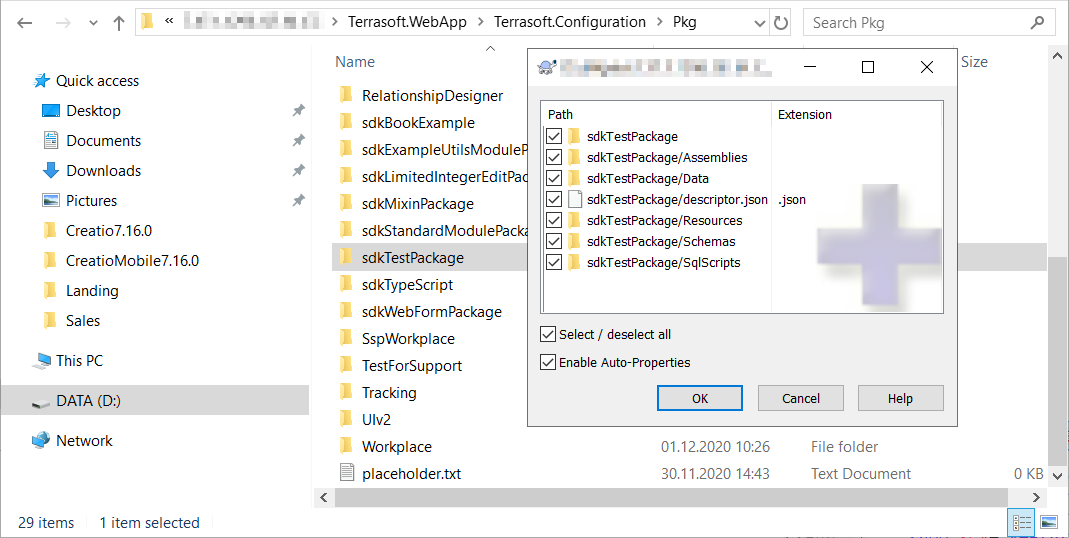 « Terrasoft.WebApp > Terrasoft.Configuration > Pkg
Search Pkg
Quick access
Desktop
Documents
Downloads
Pictures
Creatio7.16.0
CreatioMobile7.16.0
Landing
Sales
This PC
DATA (D:)
Network
Name
Size
RelationshipDesigner
sdkBookExample
sdkExampleUtilsModuleP
sdkLimitedIntegerEditPac
sdkMixinPackage
sdkStandardModulePacka
sdkTestPackage
sdkTypeScript
sdkWebFormPackage
SspWorkplace
TestForSupport
Tracking
UIv2
Workplace 01.12.2020 10:26 File folder
placeholder.txt 30.11.2020 14:43 Text Document 0 KB
Path Extension
sdkTestPackage
sdkTestPackage/Assemblies
sdkTestPackage/Data
sdkTestPackage/descriptor.json .json
sdkTestPackage/Resources
sdkTestPackage/Schemas
sdkTestPackage/SqlScripts
Select / deselect all
Enable Auto-Properties
OK Cancel Help
29 items 1 item selected